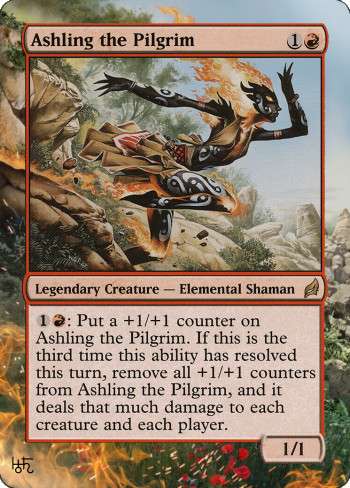 Ashling the Pilgrim 1
Legendary Creature — Elemental Shaman
1: Put a +1/+1 counter on
Ashling the Pilgrim. If this is the
third time this ability has resolved
this turn, remove all +1/+1 counters
from Ashling the Pilgrim, and it
deals that much damage to each
creature and each player.
1/1